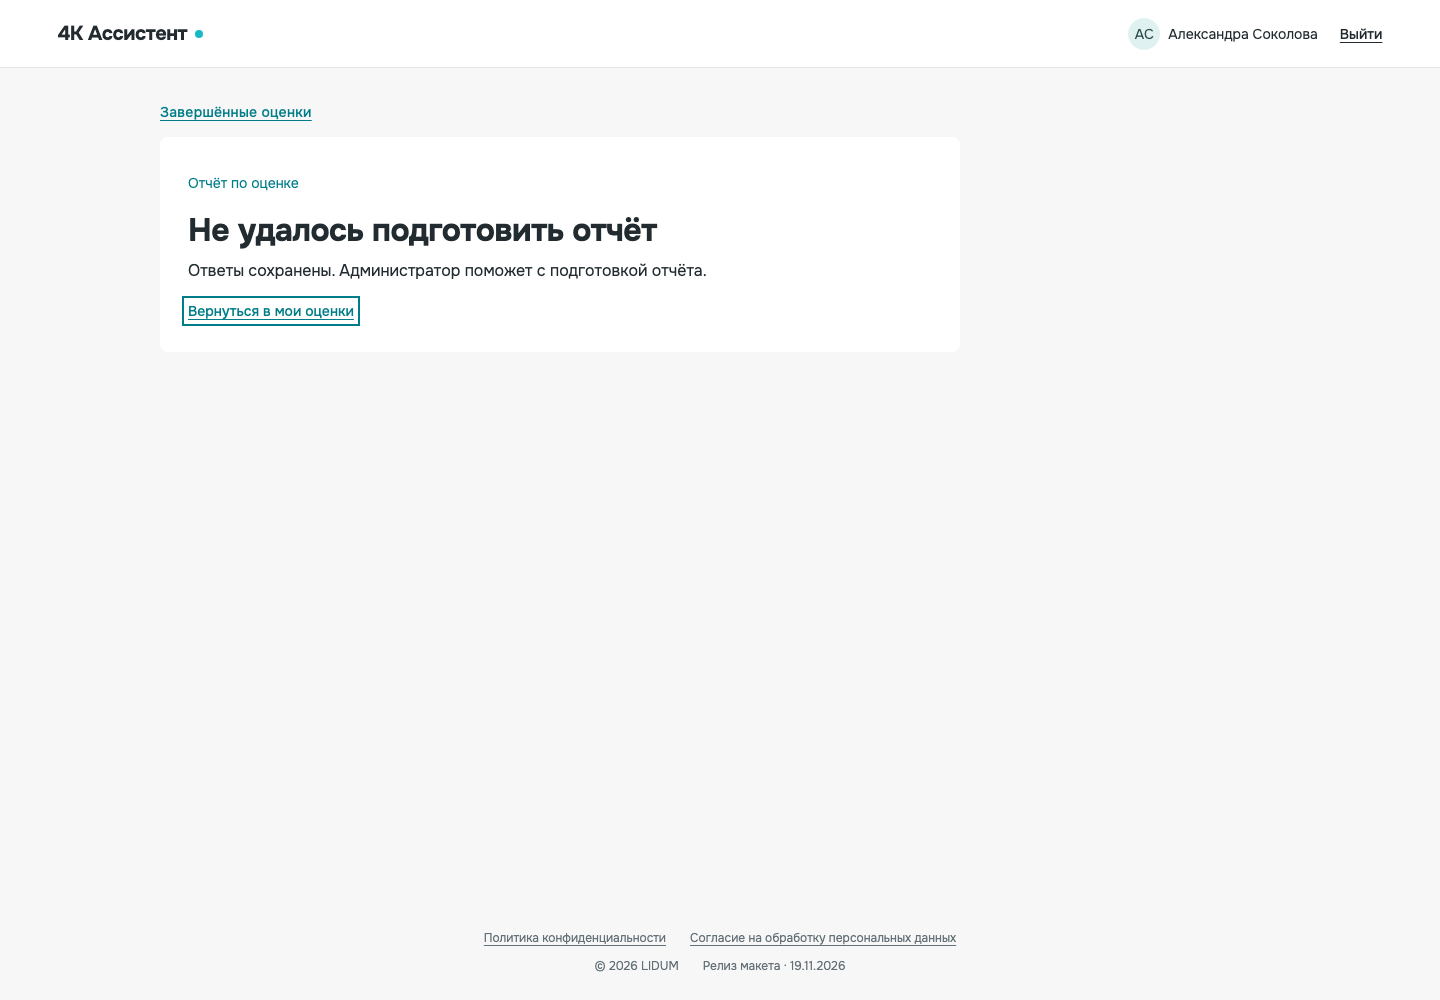 4K Ассистент
АС Александра Соколова Выйти
Завершённые оценки
Отчёт по оценке
Не удалось подготовить отчёт
Ответы сохранены. Администратор поможет с подготовкой отчёта.
Вернуться в мои оценки
Политика конфиденциальности Согласие на обработку персональных данных
© 2026 LIDUM Релиз макета · 19.11.2026